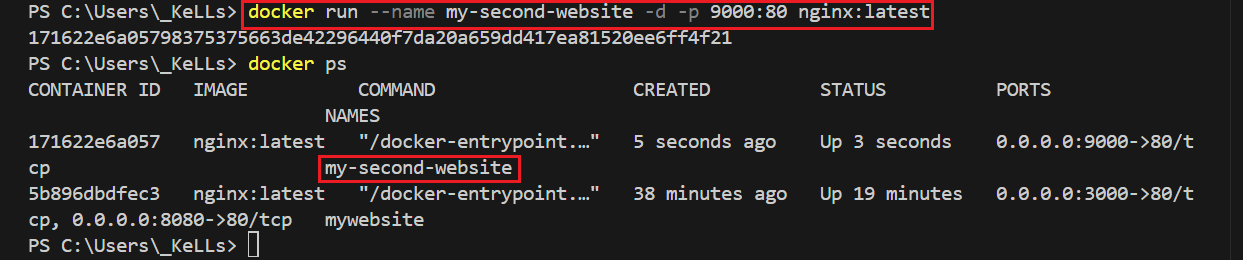 PS C:\Users\_KeLLs> docker run --name my-second-website -d -p 9000:80 nginx:latest
171622e6a05798375375663de42296440f7da20a659dd417ea81520ee6ff4f21
PS C:\Users\_KeLLs> docker ps
CONTAINER ID   IMAGE          COMMAND                  CREATED          STATUS          PORTS
NAMES
171622e6a057   nginx:latest   "/docker-entrypoint.…"   5 seconds ago    Up 3 seconds    0.0.0.0:9000->80/t
cp                         my-second-website
5b896dbdfec3   nginx:latest   "/docker-entrypoint.…"   38 minutes ago   Up 19 minutes   0.0.0.0:3000->80/t
cp, 0.0.0.0:8080->80/tcp   mywebsite
PS C:\Users\_KeLLs>